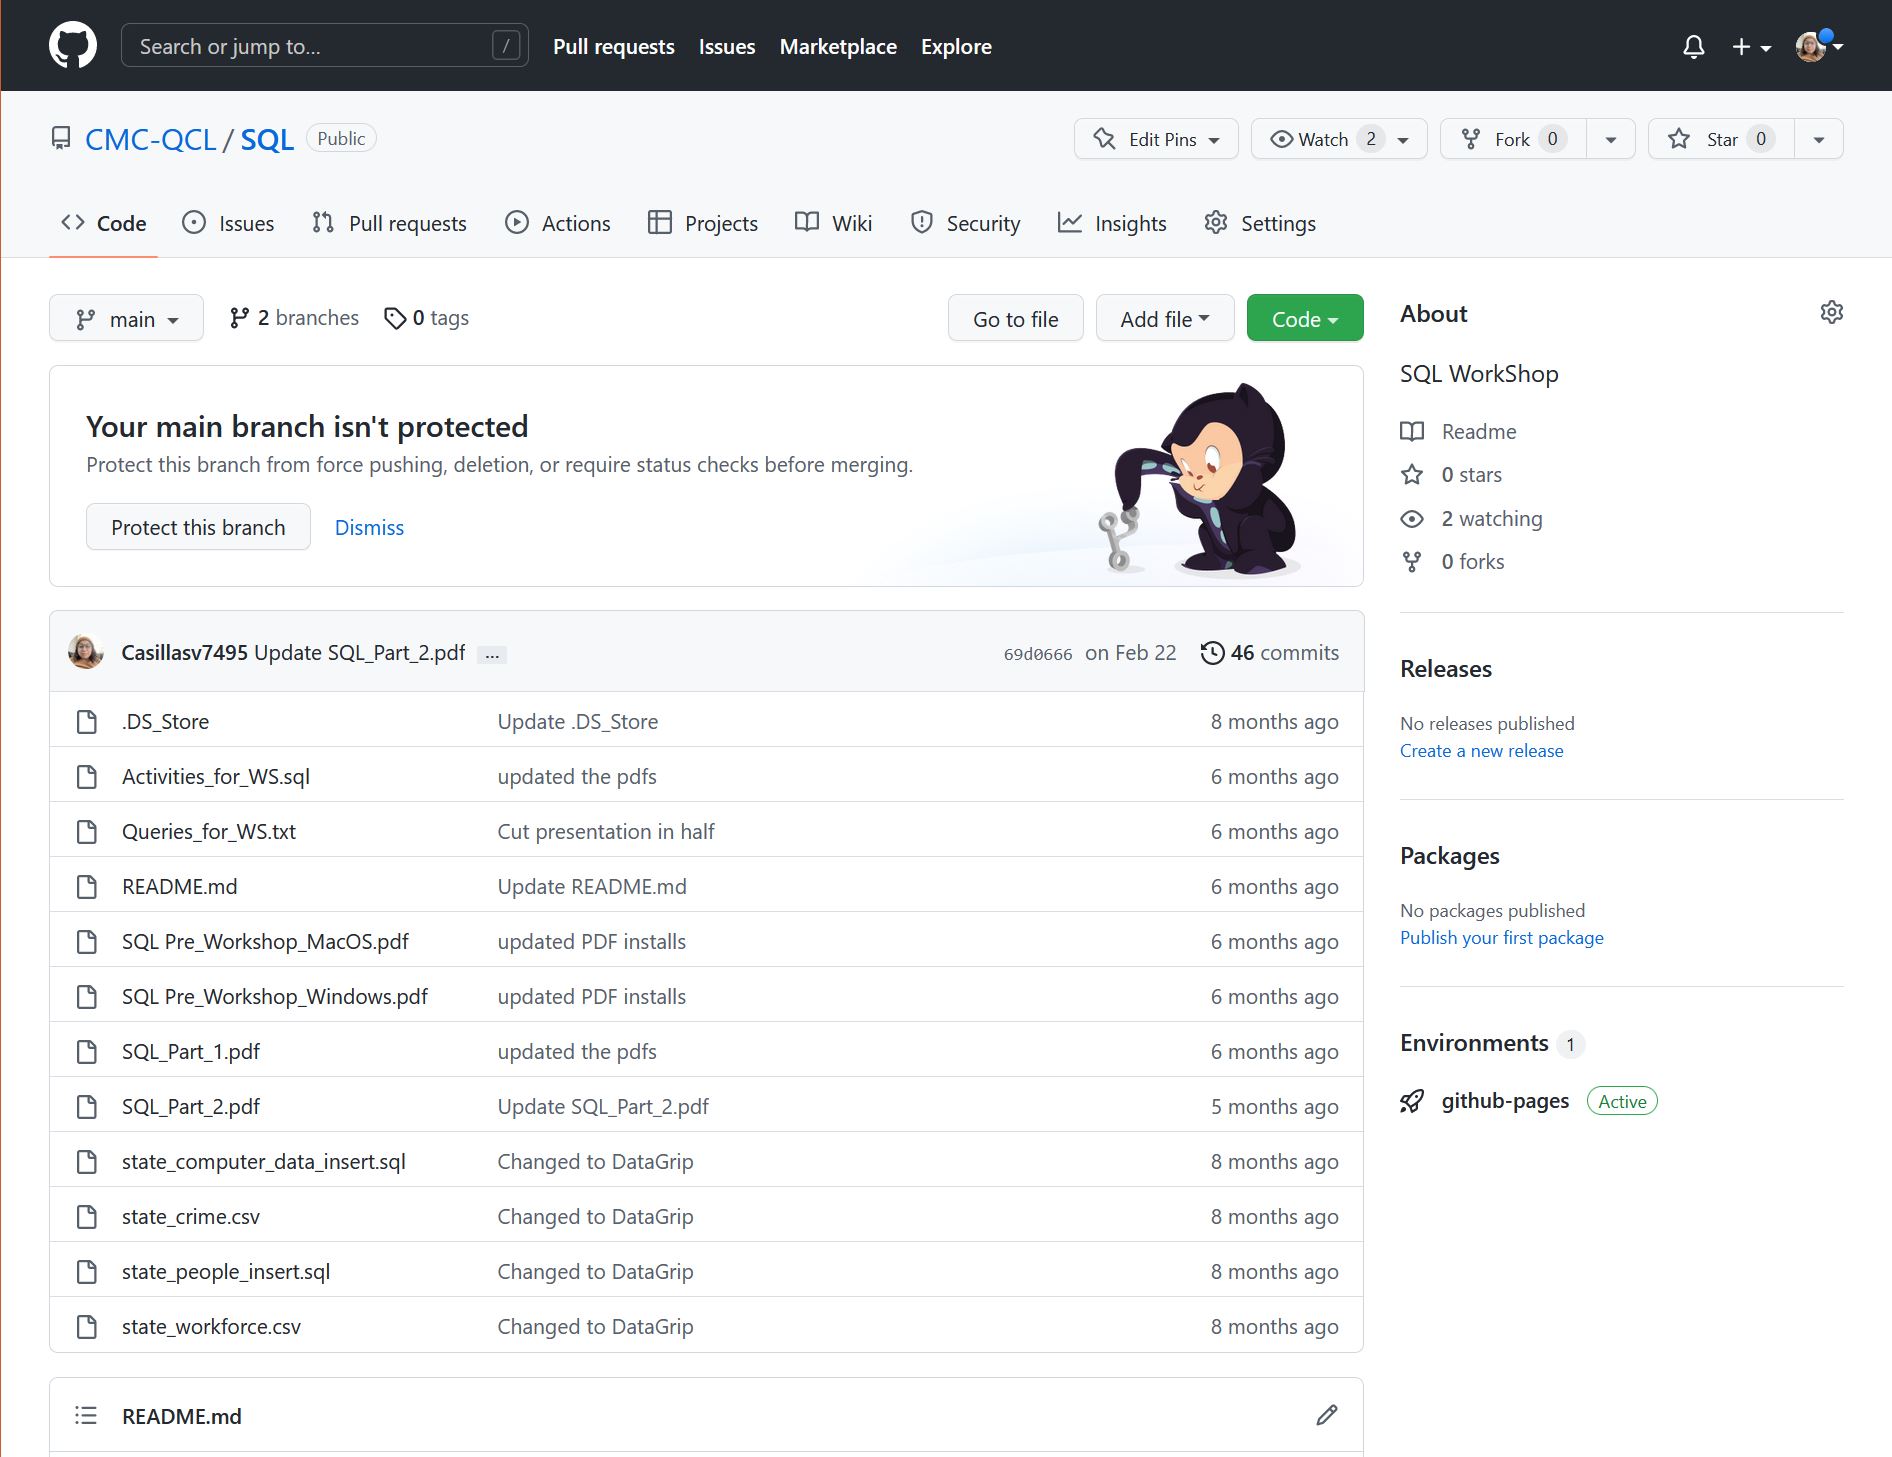 Search or jump to... /
Pull requests Issues Marketplace Explore
CMC-QCL / SQL Public
Edit Pins Watch 2 Fork 0 Star 0
Code Issues Pull requests Actions Projects Wiki Security Insights Settings
main 2 branches 0 tags Go to file Add file Code
Your main branch isn't protected
Protect this branch from force pushing, deletion, or require status checks before merging.
Protect this branch Dismiss
Casillasv7495 Update SQL_Part_2.pdf ... 69d0666 on Feb 22 46 commits
.DS_Store Update .DS_Store 8 months ago
Activities_for_WS.sql updated the pdfs 6 months ago
Queries_for_WS.txt Cut presentation in half 6 months ago
README.md Update README.md 6 months ago
SQL Pre_Workshop_MacOS.pdf updated PDF installs 6 months ago
SQL Pre_Workshop_Windows.pdf updated PDF installs 6 months ago
SQL_Part_1.pdf updated the pdfs 6 months ago
SQL_Part_2.pdf Update SQL_Part_2.pdf 5 months ago
state_computer_data_insert.sql Changed to DataGrip 8 months ago
state_crime.csv Changed to DataGrip 8 months ago
state_people_insert.sql Changed to DataGrip 8 months ago
state_workforce.csv Changed to DataGrip 8 months ago
README.md
About
SQL WorkShop
Readme
0 stars
2 watching
0 forks
Releases
No releases published
Create a new release
Packages
No packages published
Publish your first package
Environments 1
github-pages Active